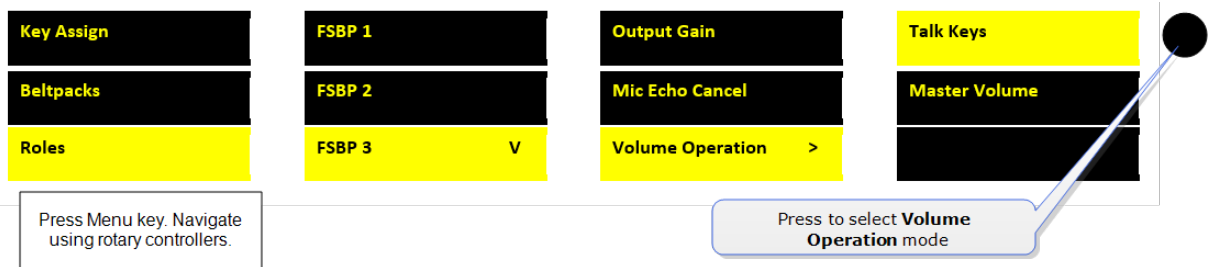 Key Assign
FSBP 1
Output Gain
Talk Keys
Beltpacks
FSBP 2
Mic Echo Cancel
Master Volume
Roles
FSBP 3 V
Volume Operation >
Press Menu key. Navigate
using rotary controllers.
Press to select Volume
Operation mode